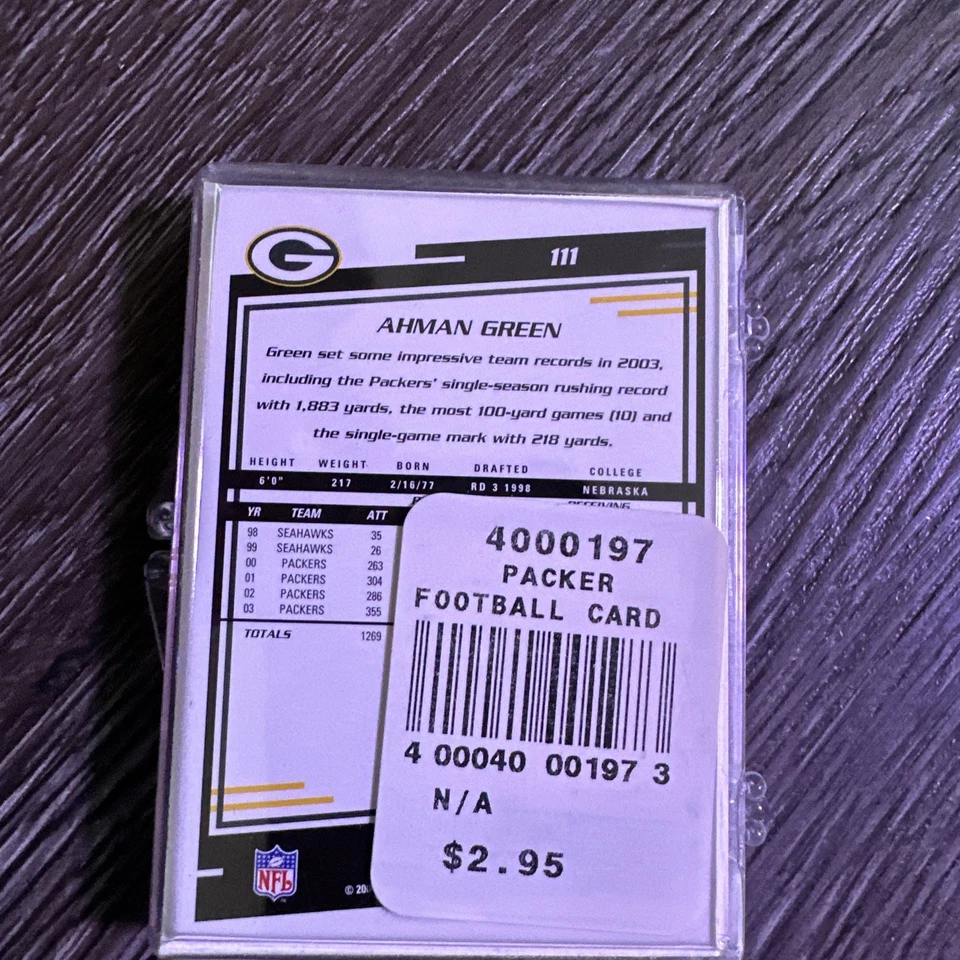 G
111
AHMAN GREEN
Green set some impressive team records in 2003,
including the Packers' single-season rushing record
with 1,883 yards, the most 100-yard games (10) and
the single-game mark with 218 yards.
HEIGHT WEIGHT BORN DRAFTED COLLEGE
6'0" 217 2/16/77 RD 3 1998 NEBRASKA
RECEIVING
YR TEAM ATT
98 SEAHAWKS 35
99 SEAHAWKS 26
00 PACKERS 263
01 PACKERS 304
02 PACKERS 286
03 PACKERS 355
TOTALS 1269
NFL
©
4000197
PACKER
FOOTBALL CARD
4 00040 00197 3
N/A
$2.95